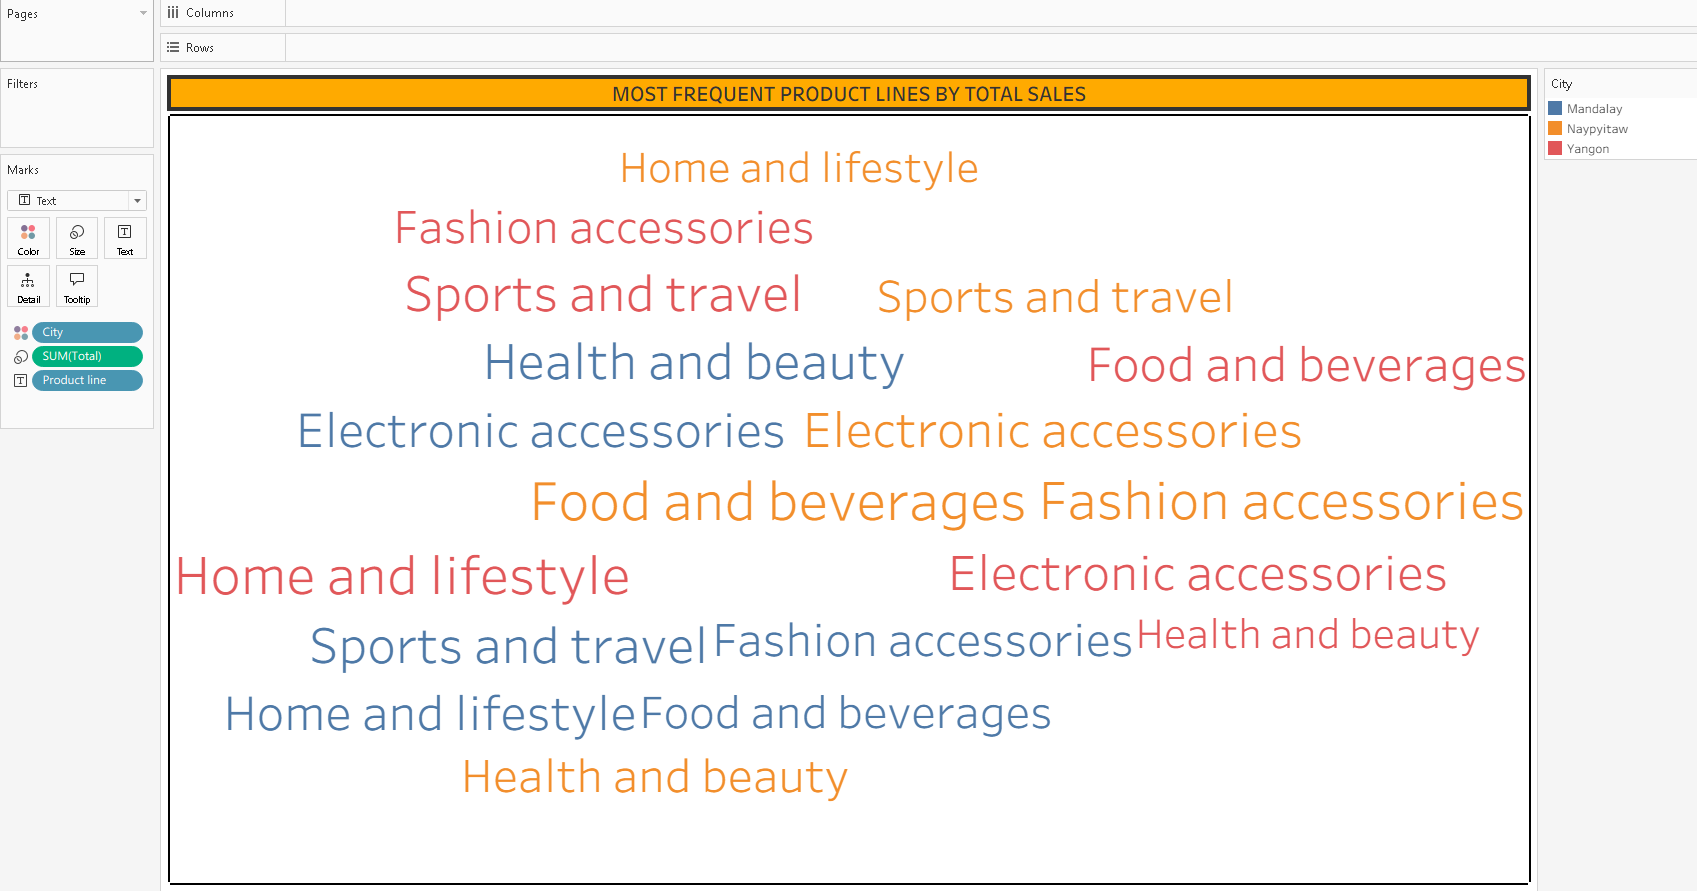 Pages
Columns
Rows
Filters
Marks
Text
Color
Size
Text
Detail
Tooltip
City
SUM(Total)
Product line
MOST FREQUENT PRODUCT LINES BY TOTAL SALES
Home and lifestyle
Fashion accessories
Sports and travel Sports and travel
Health and beauty Food and beverages
Electronic accessories Electronic accessories
Food and beverages Fashion accessories
Home and lifestyle Electronic accessories
Sports and travel Fashion accessories Health and beauty
Home and lifestyle Food and beverages
Health and beauty
City
Mandalay
Naypyitaw
Yangon